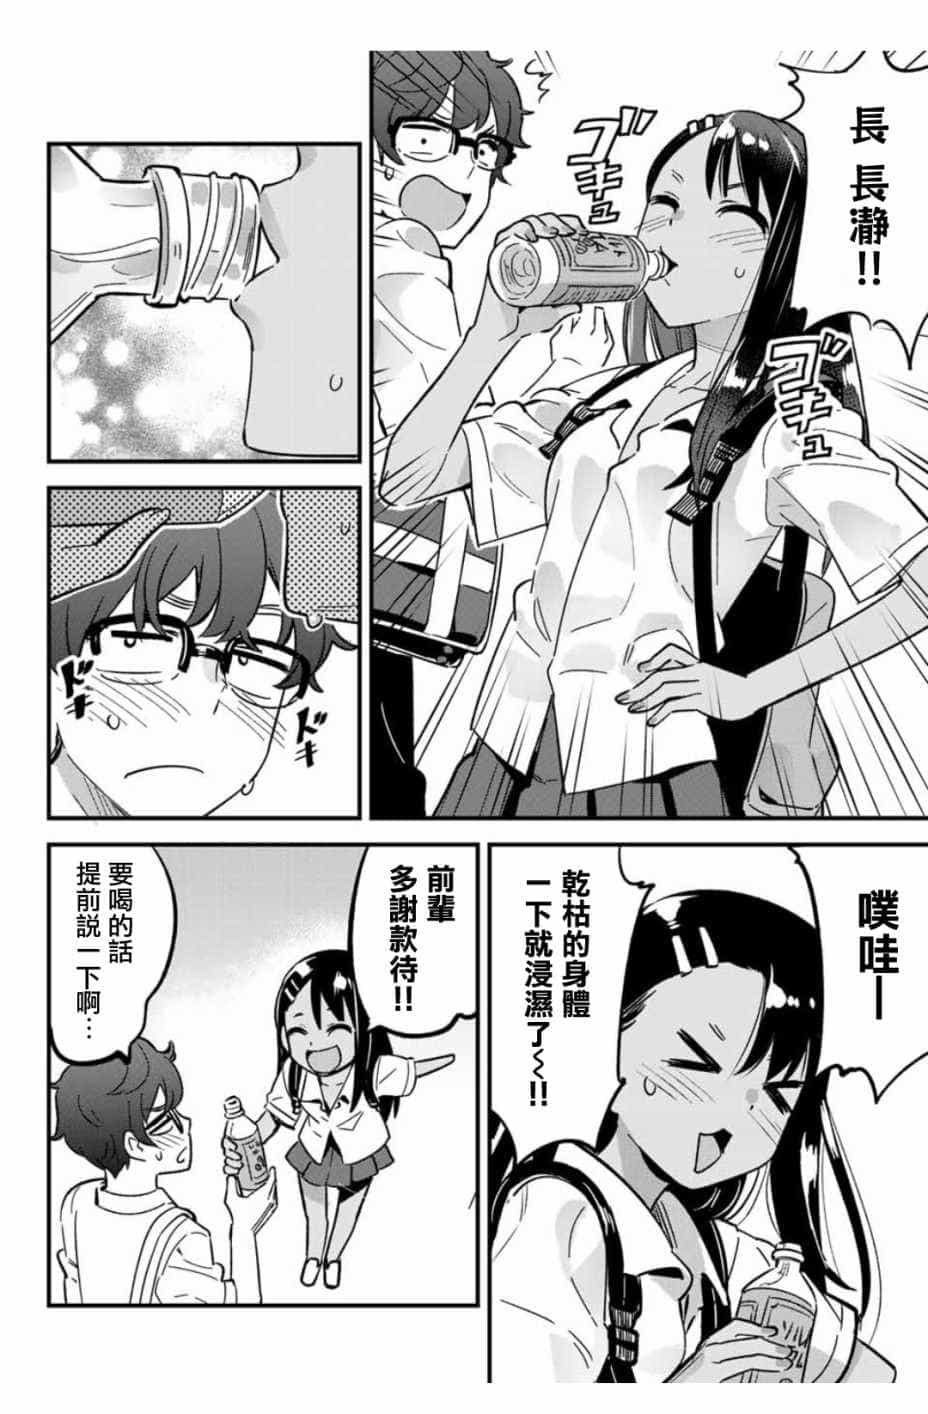 長 長瀞!!
ゴキュ
ゴキュ
ドキ
ドキ
噗哇ー
乾枯的身體
一下就浸濕了〜!!
前輩
多謝款待!!
要喝的話
提前説一下啊…